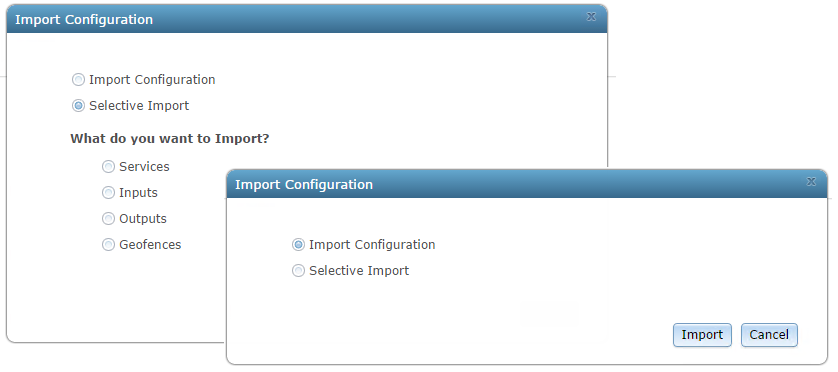 Import Configuration
x
Import Configuration
Selective Import
What do you want to Import?
Services
Inputs
Outputs
Geofences
Import Configuration
x
Import Configuration
Selective Import
Import Cancel